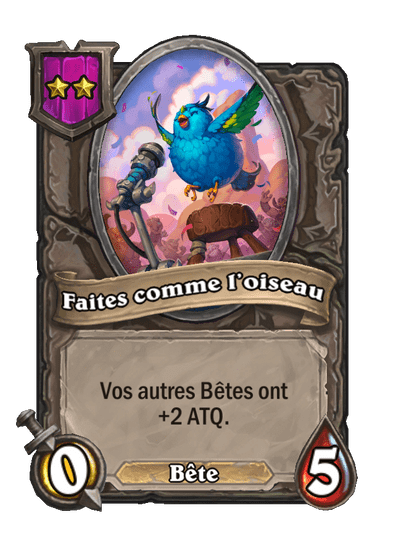 Faites comme l'oiseau
Vos autres Bêtes ont
+2 ATQ.
0
Bête
5